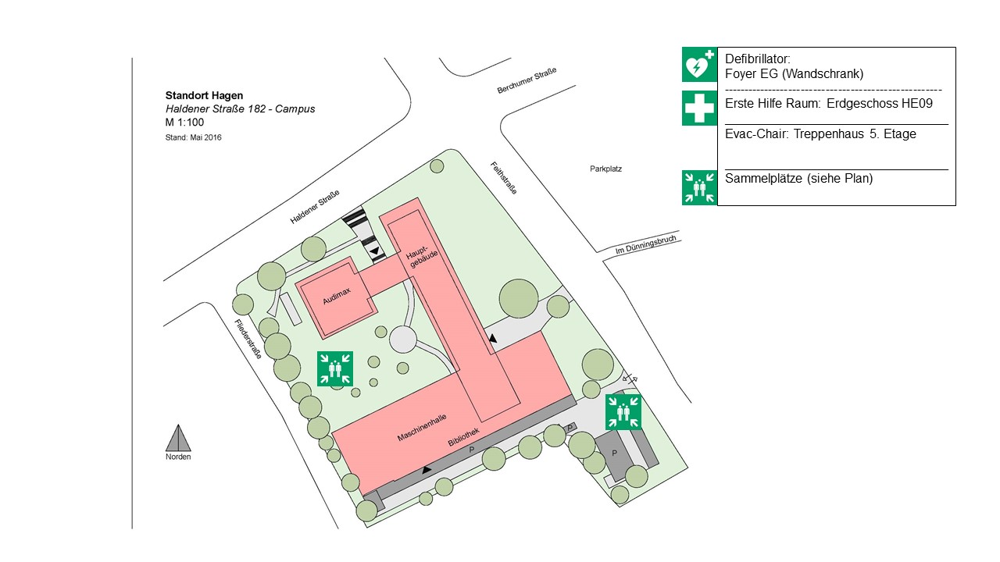 Standort Hagen
Haldener Straße 182 - Campus
M 1:100
Stand: Mai 2016
Berchumer Straße
Feithstraße
Parkplatz
Haldener Straße
Im Dünningsbruch
Haupt-
gebäude
Audimax
Fliederstraße
Maschinenhalle
Bibliothek
P
P
P
Norden
Defibrillator:
Foyer EG (Wandschrank)
Erste Hilfe Raum: Erdgeschoss HE09
Evac-Chair: Treppenhaus 5. Etage
Sammelplätze (siehe Plan)